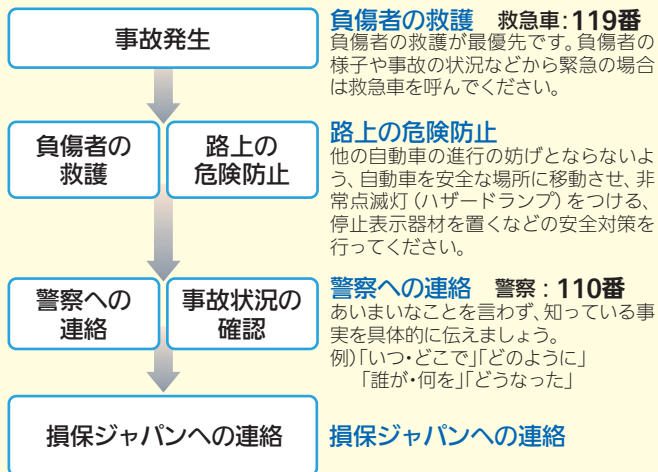 事故発生
負傷者の救護 救急車：119番
負傷者の救護が最優先です。負傷者の
様子や事故の状況などから緊急の場合
は救急車を呼んでください。
負傷者の
救護
路上の
危険防止
路上の危険防止
他の自動車の進行の妨げとならないよ
う、自動車を安全な場所に移動させ、非
常点滅灯（ハザードランプ）をつける、
停止表示器材を置くなどの安全対策を
行ってください。
警察への
連絡
事故状況の
確認
警察への連絡 警察：110番
あいまいなことを言わず、知っている事
実を具体的に伝えましょう。
例）「いつ・どこで」「どのように」
「誰が・何を」「どうなった」
損保ジャパンへの連絡
損保ジャパンへの連絡